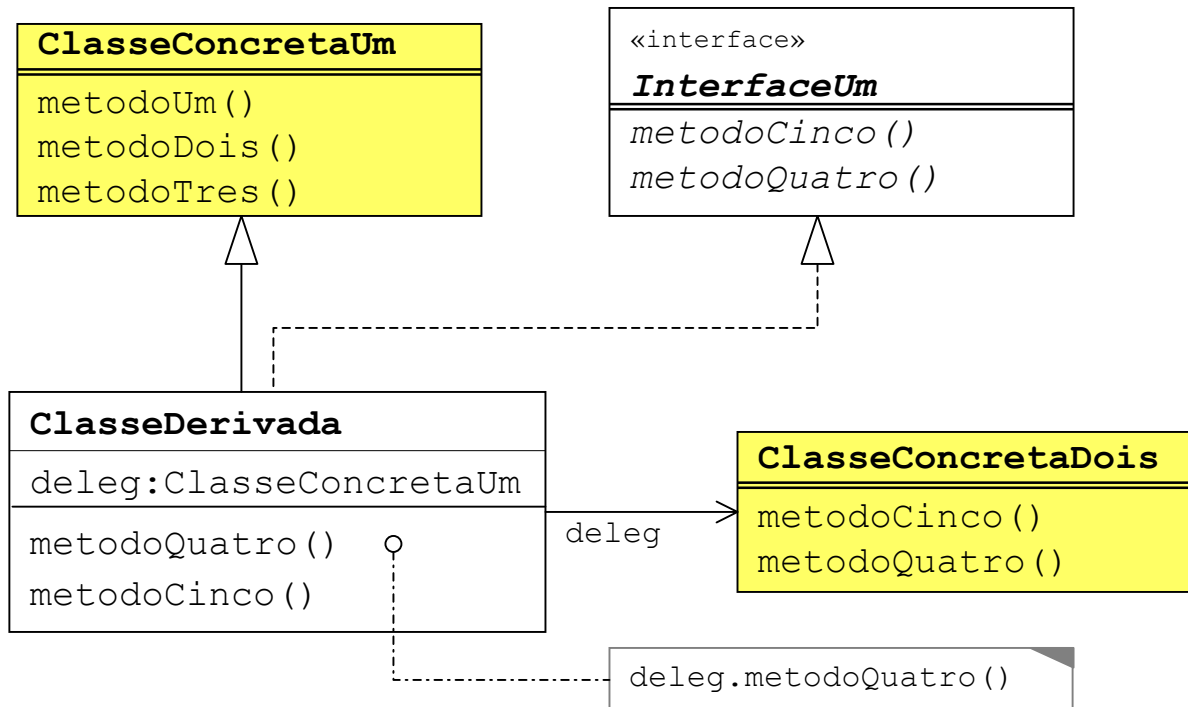 ClasseConcretaUm
metodoUm()
metodoDois()
metodoTres()
«interface»
InterfaceUm
metodoCinco()
metodoQuatro()
ClasseDerivada
deleg:ClasseConcretaUm
metodoQuatro()
metodoCinco()
deleg
ClasseConcretaDois
metodoCinco()
metodoQuatro()
deleg.metodoQuatro()